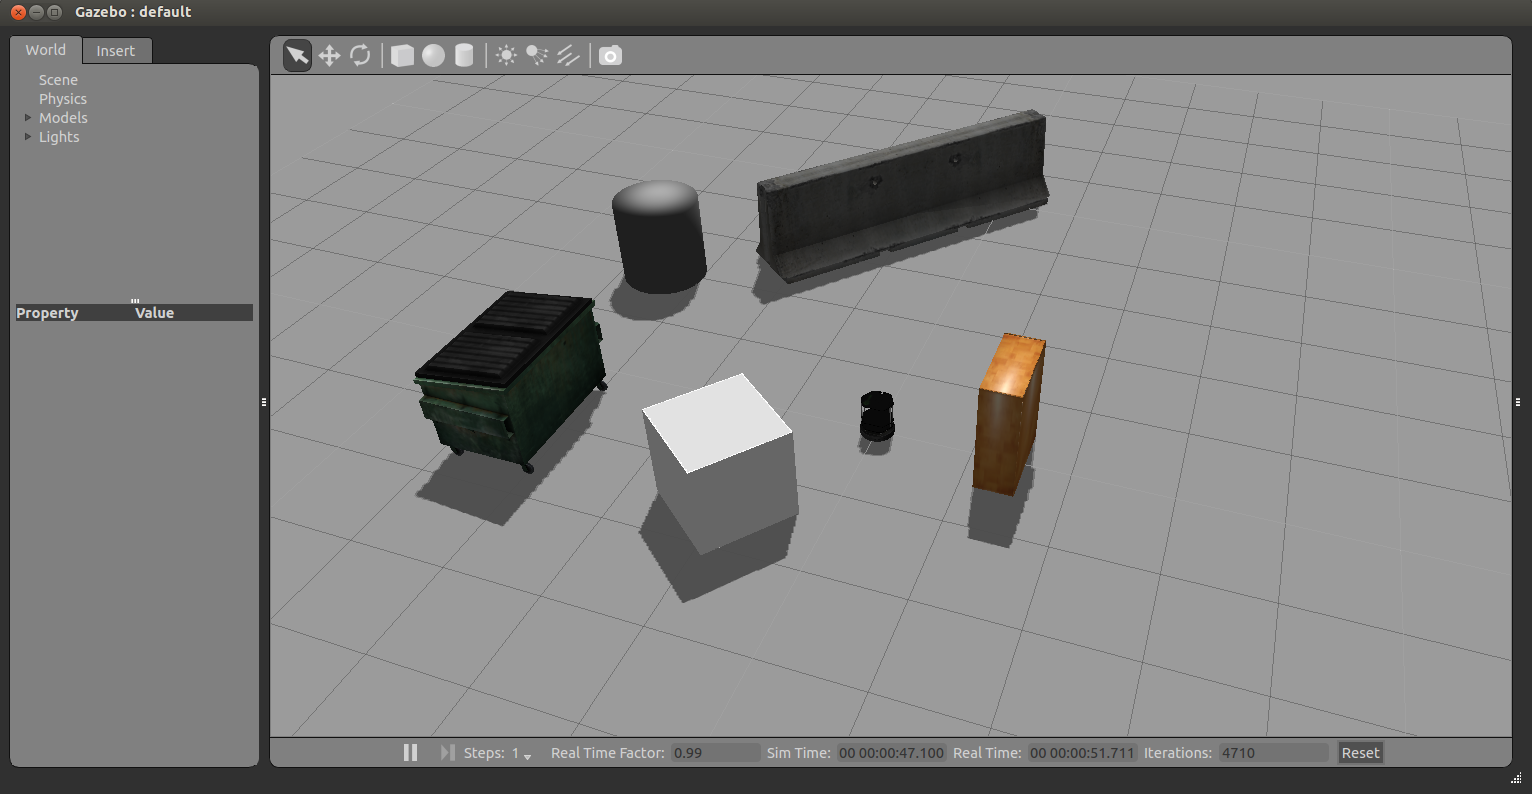 Gazebo : default
World Insert
Scene
Physics
Models
Lights
Property Value
Steps: 1 Real Time Factor: 0.99 Sim Time: 00 00:00:47.100 Real Time: 00 00:00:51.711 Iterations: 4710 Reset